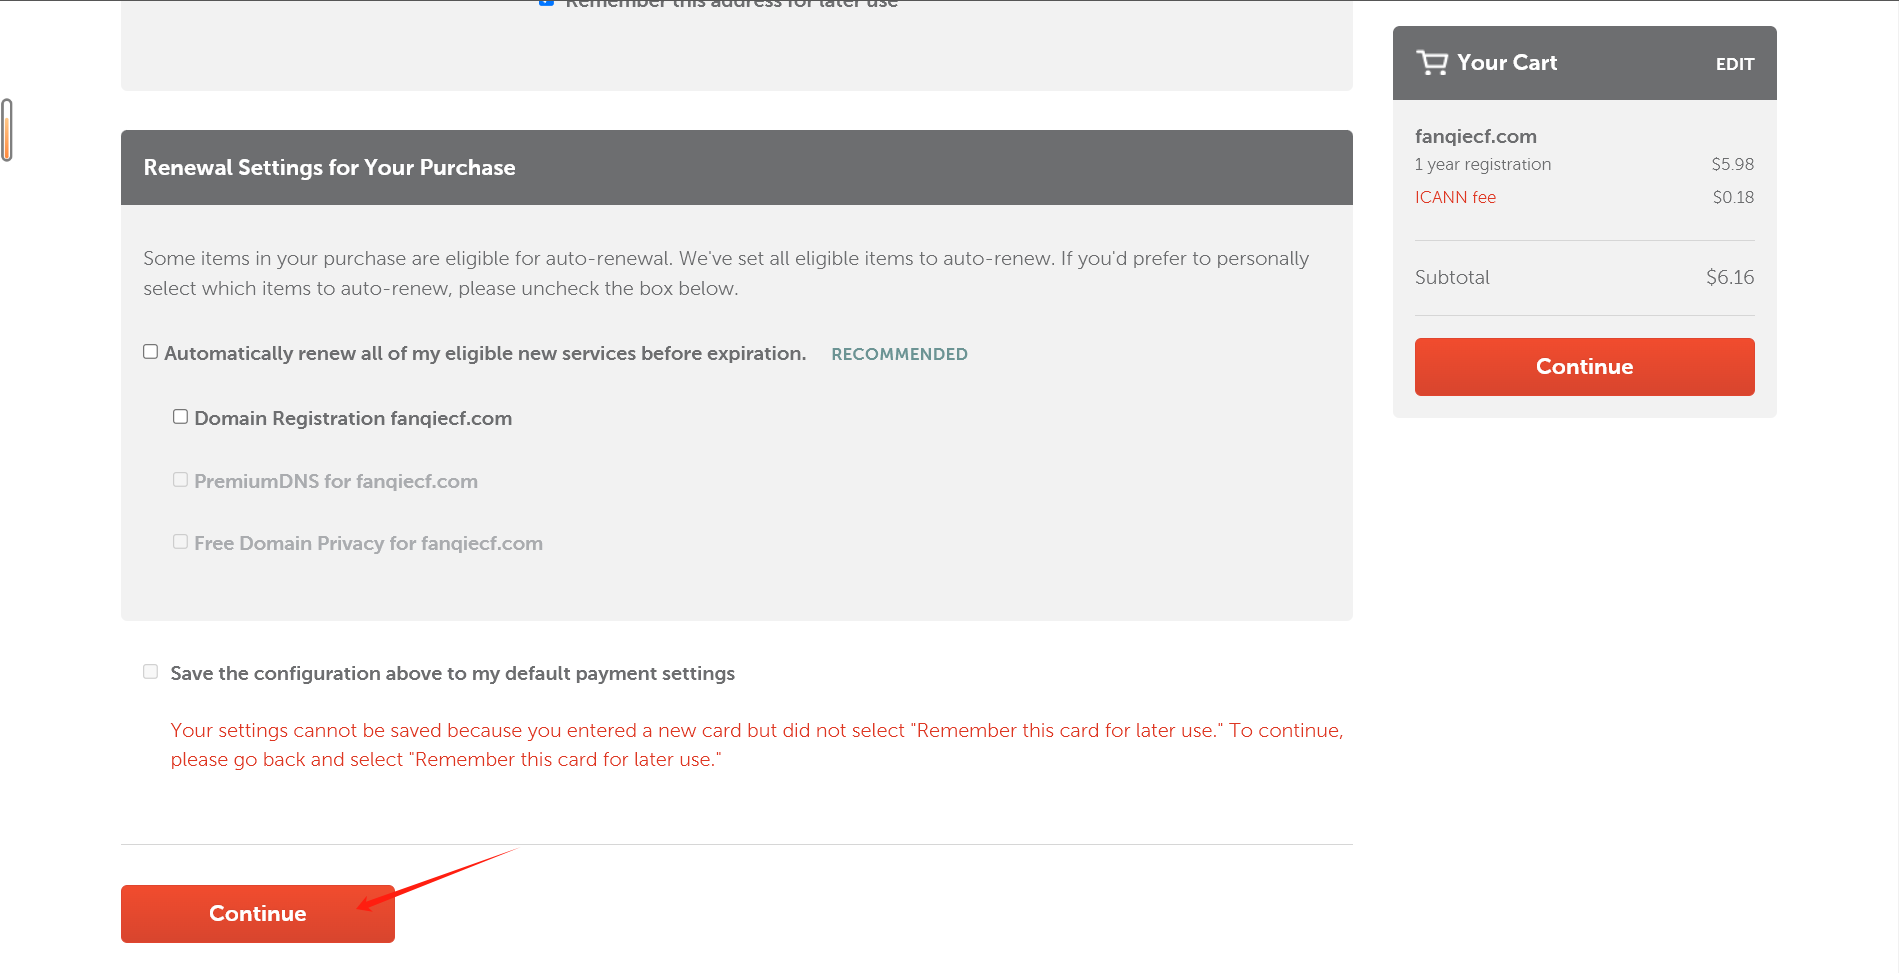 Remember this address for later use
Your Cart
EDIT
fanqiecf.com
1 year registration $5.98
ICANN fee $0.18
Subtotal $6.16
Continue
Renewal Settings for Your Purchase
Some items in your purchase are eligible for auto-renewal. We've set all eligible items to auto-renew. If you'd prefer to personally
select which items to auto-renew, please uncheck the box below.
Automatically renew all of my eligible new services before expiration. RECOMMENDED
Domain Registration fanqiecf.com
PremiumDNS for fanqiecf.com
Free Domain Privacy for fanqiecf.com
Save the configuration above to my default payment settings
Your settings cannot be saved because you entered a new card but did not select "Remember this card for later use." To continue,
please go back and select "Remember this card for later use."
Continue